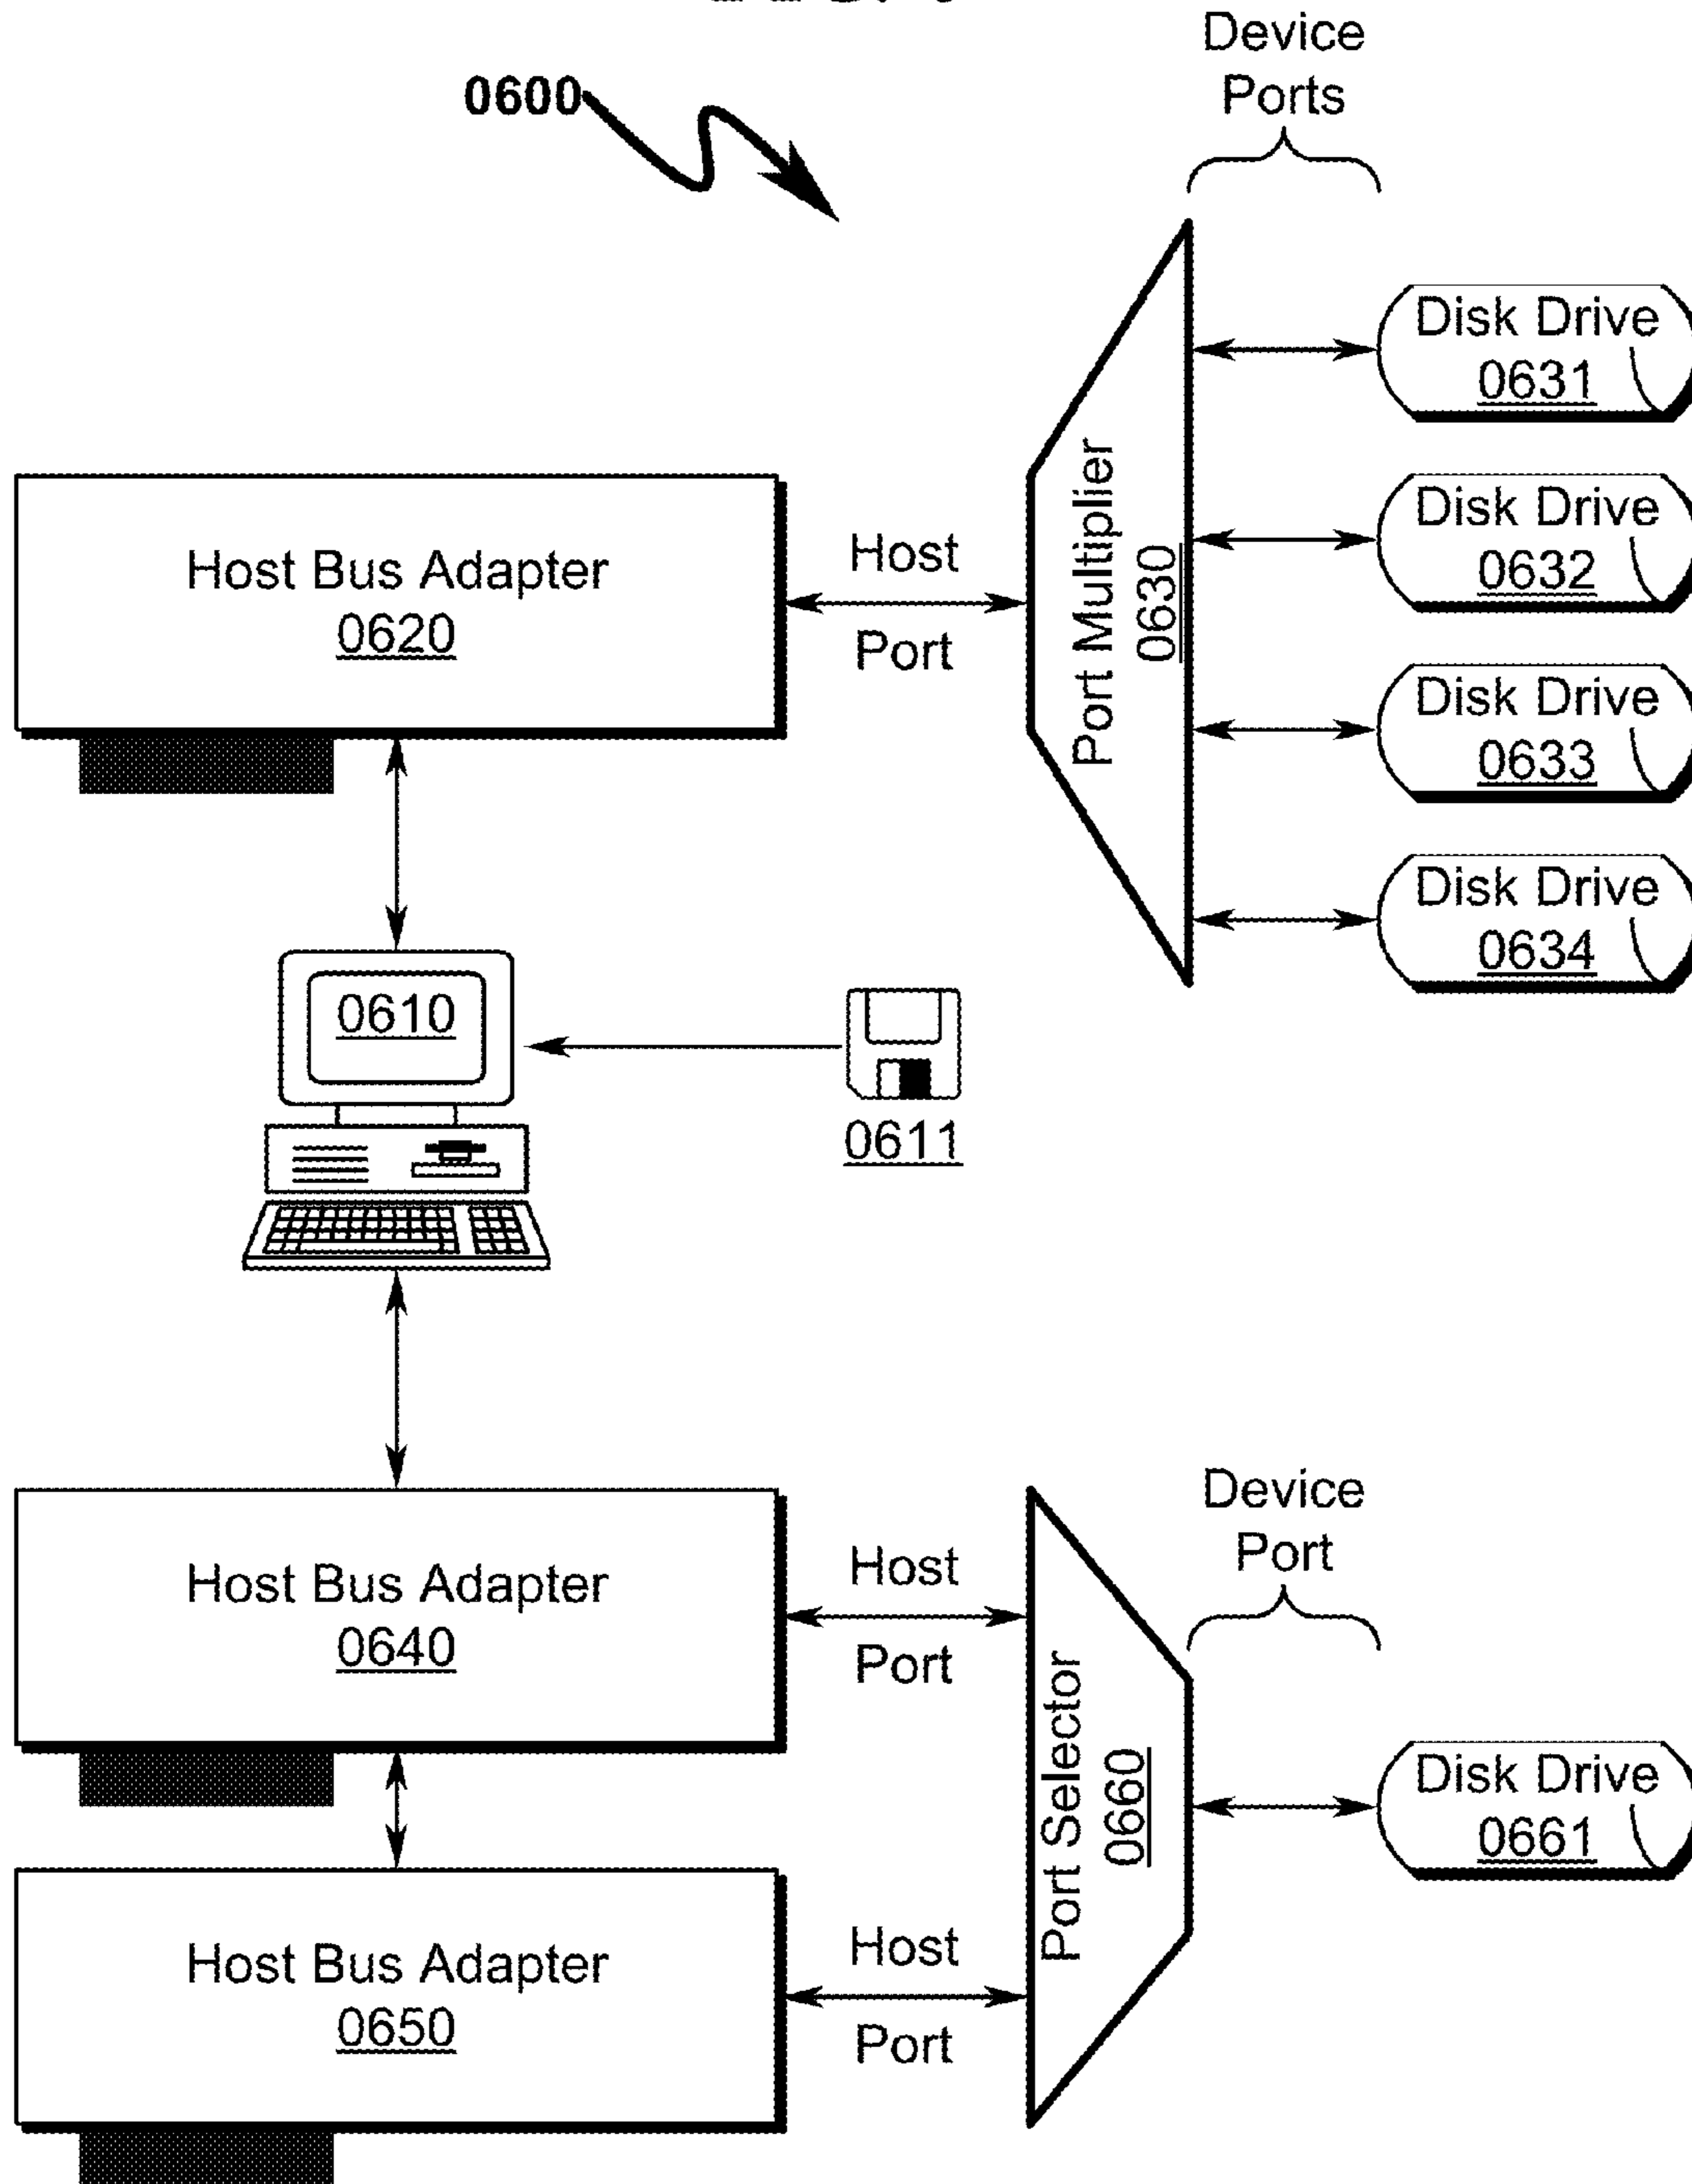 0600
Device
Ports
Disk Drive
0631
Disk Drive
0632
Disk Drive
0633
Disk Drive
0634
Port Multiplier
0630
Host
Port
Host Bus Adapter
0620
0610
0611
Host Bus Adapter
0640
Host
Port
Device
Port
Port Selector
0660
Disk Drive
0661
Host Bus Adapter
0650
Host
Port